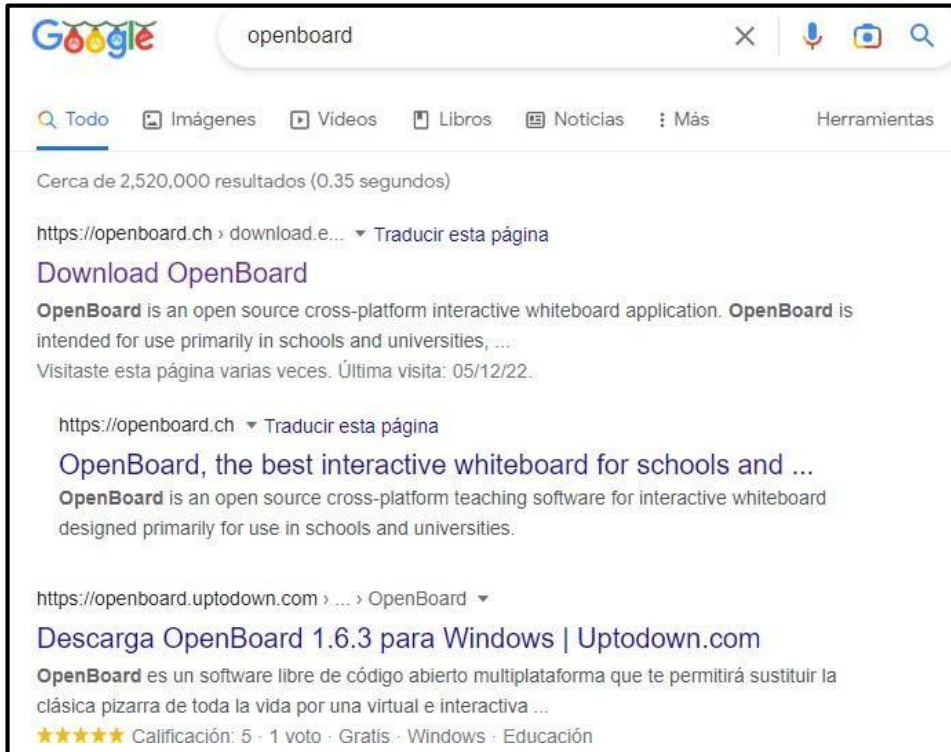 Google
openboard
Todo Imágenes Videos Libros Noticias Más Herramientas
Cerca de 2,520,000 resultados (0.35 segundos)
https://openboard.ch › download.e... Traducir esta página
Download OpenBoard
OpenBoard is an open source cross-platform interactive whiteboard application. OpenBoard is
intended for use primarily in schools and universities, ...
Visitaste esta página varias veces. Última visita: 05/12/22.
https://openboard.ch Traducir esta página
OpenBoard, the best interactive whiteboard for schools and ...
OpenBoard is an open source cross-platform teaching software for interactive whiteboard
designed primarily for use in schools and universities.
https://openboard.uptodown.com › ... › OpenBoard
Descarga OpenBoard 1.6.3 para Windows | Uptodown.com
OpenBoard es un software libre de código abierto multiplataforma que te permitirá sustituir la
clásica pizarra de toda la vida por una virtual e interactiva ...
★★★★★ Calificación: 5 · 1 voto · Gratis · Windows · Educación